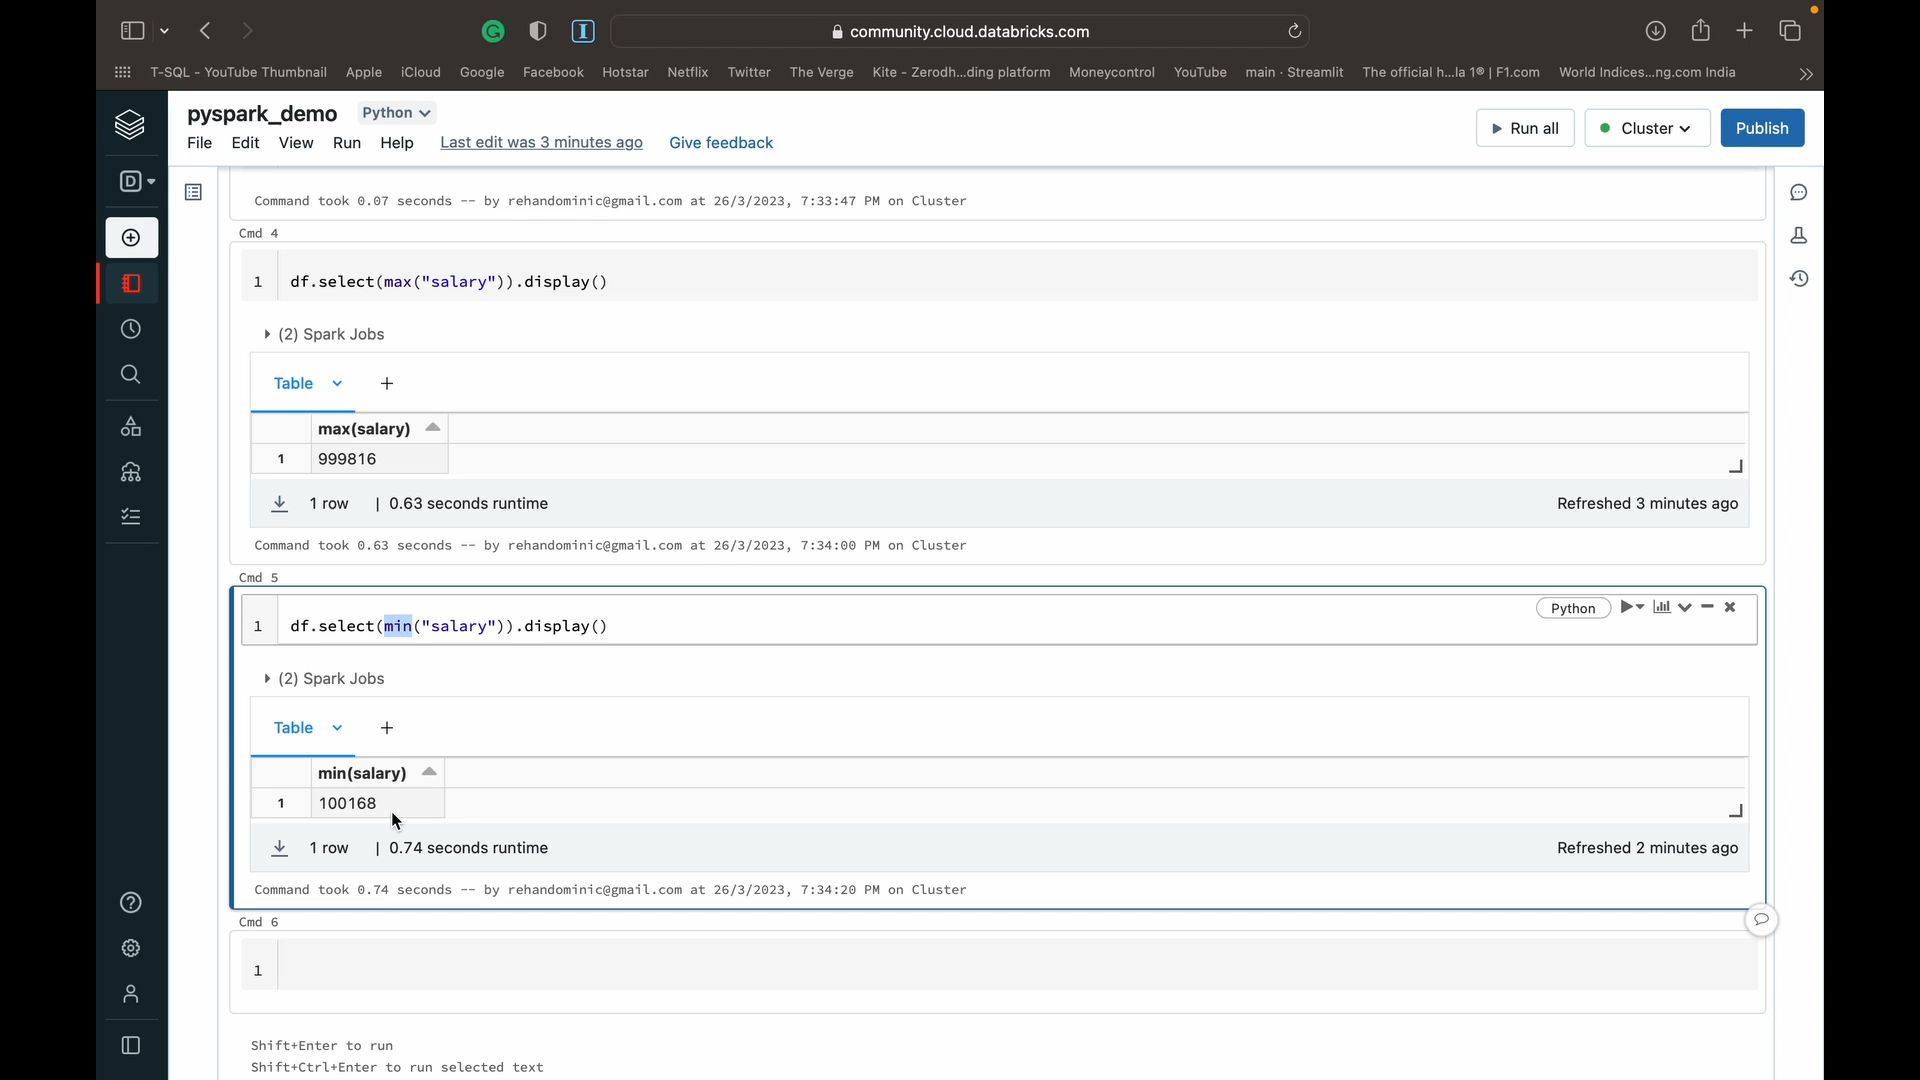 community.cloud.databricks.com
T-SQL - YouTube Thumbnail Apple iCloud Google Facebook Hotstar Netflix Twitter The Verge Kite - Zerodh...ding platform Moneycontrol YouTube main · Streamlit The official h...la 1® | F1.com World Indices...ng.com India
pyspark_demo Python
Run all Cluster Publish
File Edit View Run Help Last edit was 3 minutes ago Give feedback
D
Command took 0.07 seconds -- by rehandominic@gmail.com at 26/3/2023, 7:33:47 PM on Cluster
Cmd 4
1 df.select(max("salary")).display()
(2) Spark Jobs
Table +
max(salary)
1 999816
1 row | 0.63 seconds runtime Refreshed 3 minutes ago
Command took 0.63 seconds -- by rehandominic@gmail.com at 26/3/2023, 7:34:00 PM on Cluster
Cmd 5
Python
1 df.select(min("salary")).display()
(2) Spark Jobs
Table +
min(salary)
1 100168
1 row | 0.74 seconds runtime Refreshed 2 minutes ago
Command took 0.74 seconds -- by rehandominic@gmail.com at 26/3/2023, 7:34:20 PM on Cluster
Cmd 6
1
Shift+Enter to run
Shift+Ctrl+Enter to run selected text